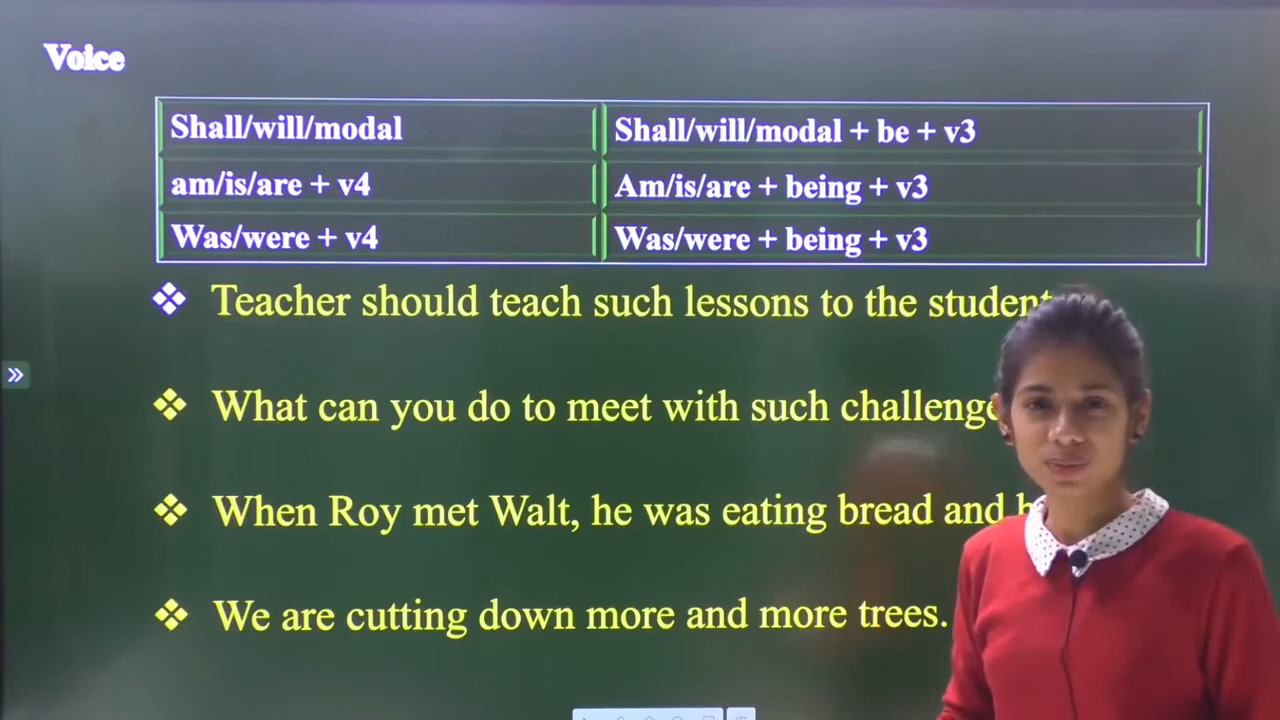 Voice
Shall/will/modal
Shall/will/modal + be + v3
am/is/are + v4
Am/is/are + being + v3
Was/were + v4
Was/were + being + v3
Teacher should teach such lessons to the
What can you do to meet with such
When Roy met Walt, he was eating bread and
We are cutting down more and more trees.